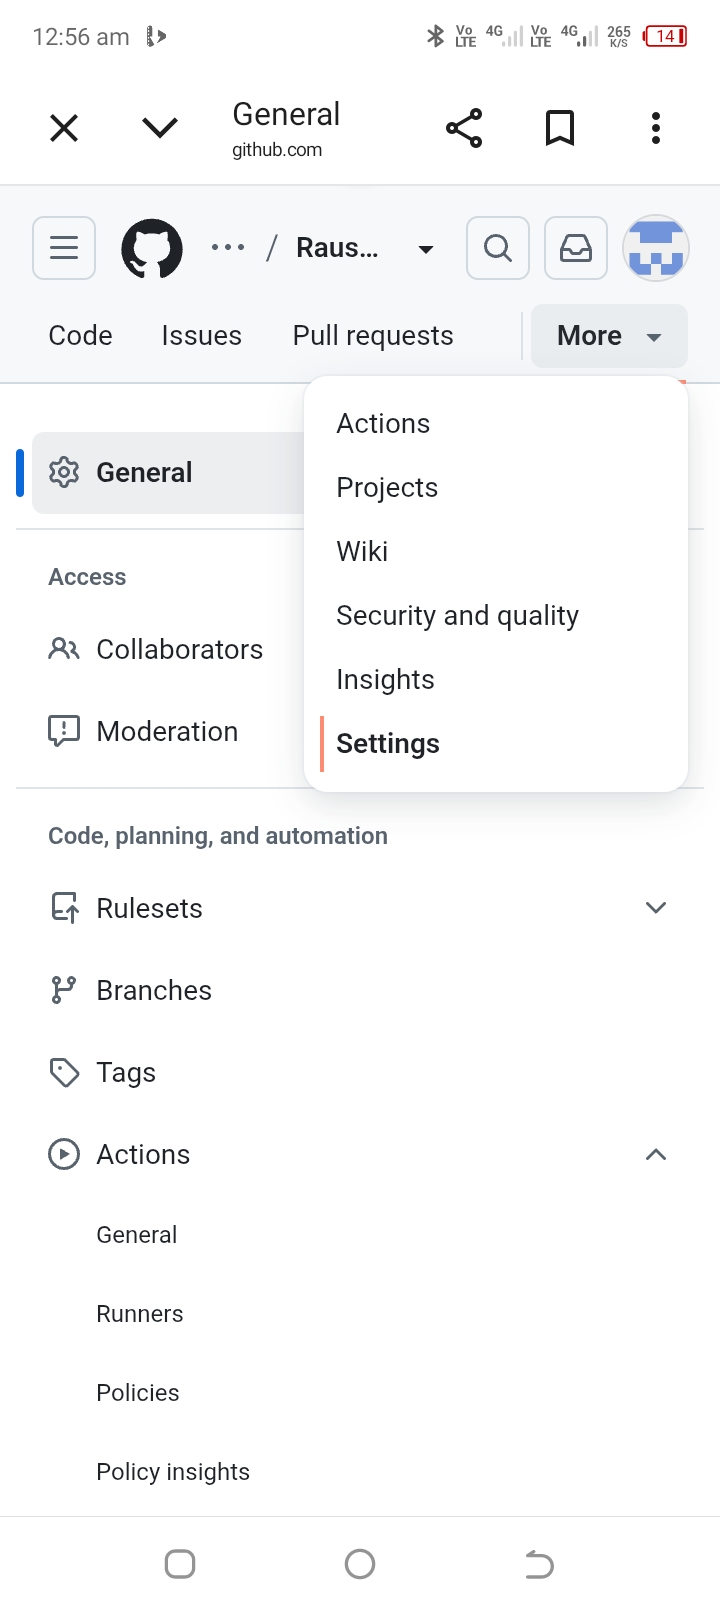 12:56 am
Vo LTE 4G Vo LTE 4G 265 K/S 14
General
github.com
... / Raus...
Code Issues Pull requests More
Actions
Projects
Wiki
Security and quality
Insights
Settings
General
Access
Collaborators
Moderation
Code, planning, and automation
Rulesets
Branches
Tags
Actions
General
Runners
Policies
Policy insights